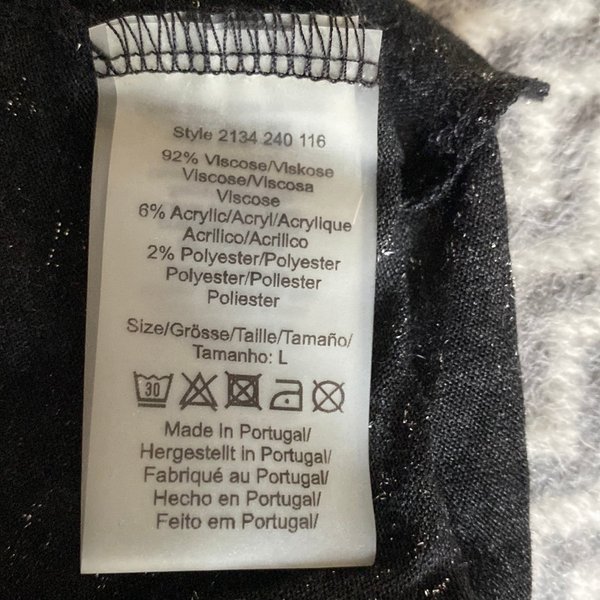 Style 2134 240 116
92% Viscose/Viskose
Viscose/Viscosa
Viscose
6% Acrylic/Acryl/Acrylique
Acrilico/Acrilico
2% Polyester/Polyester
Polyester/Poliester
Poliester
Size/Grösse/Taille/Tamaño/
Tamanho: L
30
Made in Portugal/
Hergestellt in Portugal/
Fabriqué au Portugal/
Hecho en Portugal/
Feito em Portugal/